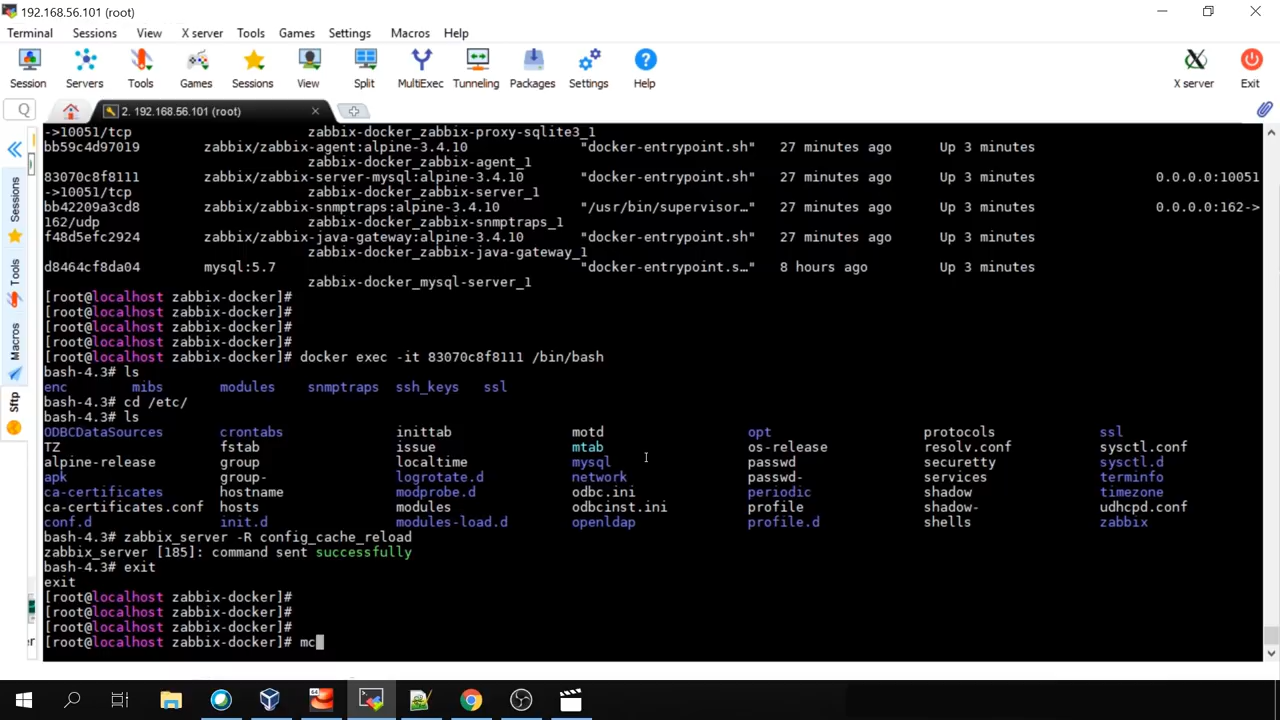 192.168.56.101 (root)
Terminal Sessions View X server Tools Games Settings Macros Help
Session Servers Tools Games Sessions View Split MultiExec Tunneling Packages Settings Help X server Exit
2. 192.168.56.101 (root)
Sessions
Tools
Macros
Sftp
->10051/tcp zabbix-docker_zabbix-proxy-sqlite3_1
bb59c4d97019 zabbix/zabbix-agent:alpine-3.4.10 "docker-entrypoint.sh" 27 minutes ago Up 3 minutes
zabbix-docker_zabbix-agent_1
83070c8f8111 zabbix/zabbix-server-mysql:alpine-3.4.10 "docker-entrypoint.sh" 27 minutes ago Up 3 minutes 0.0.0.0:10051
->10051/tcp zabbix-docker_zabbix-server_1
bb42209a3cd8 zabbix/zabbix-snmptraps:alpine-3.4.10 "/usr/bin/supervisor…" 27 minutes ago Up 3 minutes 0.0.0.0:162->
162/udp zabbix-docker_zabbix-snmptraps_1
f48d5efc2924 zabbix/zabbix-java-gateway:alpine-3.4.10 "docker-entrypoint.sh" 27 minutes ago Up 3 minutes
zabbix-docker_zabbix-java-gateway_1
d8464cf8da04 mysql:5.7 "docker-entrypoint.s…" 8 hours ago Up 3 minutes
zabbix-docker_mysql-server_1
[root@localhost zabbix-docker]#
[root@localhost zabbix-docker]#
[root@localhost zabbix-docker]#
[root@localhost zabbix-docker]#
[root@localhost zabbix-docker]# docker exec -it 83070c8f8111 /bin/bash
bash-4.3# ls
enc mibs modules snmptraps ssh_keys ssl
bash-4.3# cd /etc/
bash-4.3# ls
ODBCDataSources crontabs inittab motd opt protocols ssl
TZ fstab issue mtab os-release resolv.conf sysctl.conf
alpine-release group localtime mysql passwd securetty sysctl.d
apk group- logrotate.d network passwd- services terminfo
ca-certificates hostname modprobe.d odbc.ini periodic shadow timezone
ca-certificates.conf hosts modules odbcinst.ini profile shadow- udhcpd.conf
conf.d init.d modules-load.d openldap profile.d shells zabbix
bash-4.3# zabbix_server -R config_cache_reload
zabbix_server [185]: command sent successfully
bash-4.3# exit
exit
[root@localhost zabbix-docker]#
[root@localhost zabbix-docker]#
[root@localhost zabbix-docker]#
[root@localhost zabbix-docker]# mc